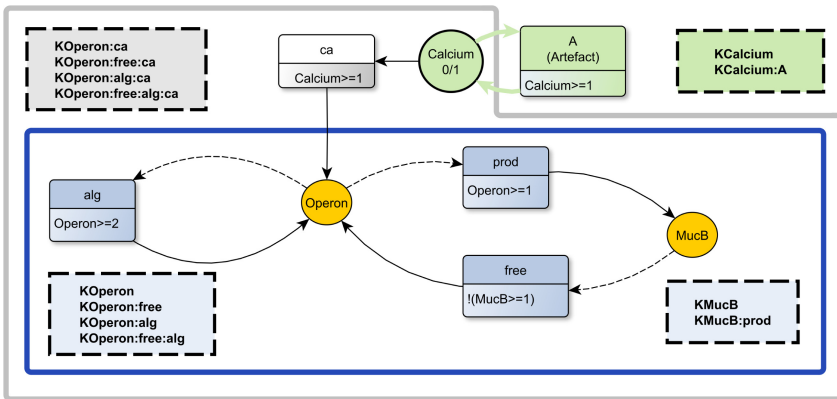 KOperon:ca
KOperon:free:ca
KOperon:alg:ca
KOperon:free:alg:ca
ca
Calcium>=1
Calcium
0/1
A
(Artefact)
Calcium>=1
KCalcium
KCalcium:A
alg
Operon>=2
Operon
prod
Operon>=1
MucB
free
!(MucB>=1)
KOperon
KOperon:free
KOperon:alg
KOperon:free:alg
KMucB
KMucB:prod